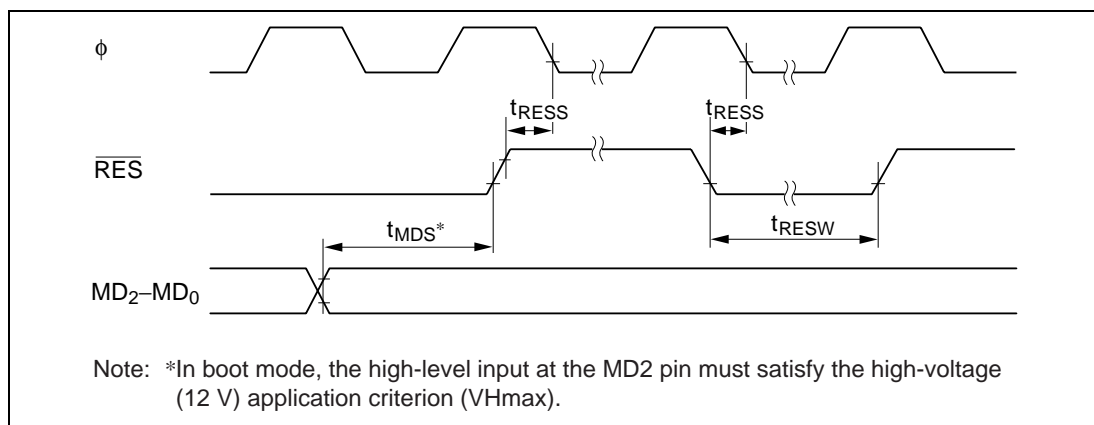 ϕ
tRESS tRESS
R̅E̅S̅
tMDS* tRESW
MD2–MD0
Note: *In boot mode, the high-level input at the MD2 pin must satisfy the high-voltage
(12 V) application criterion (VHmax).